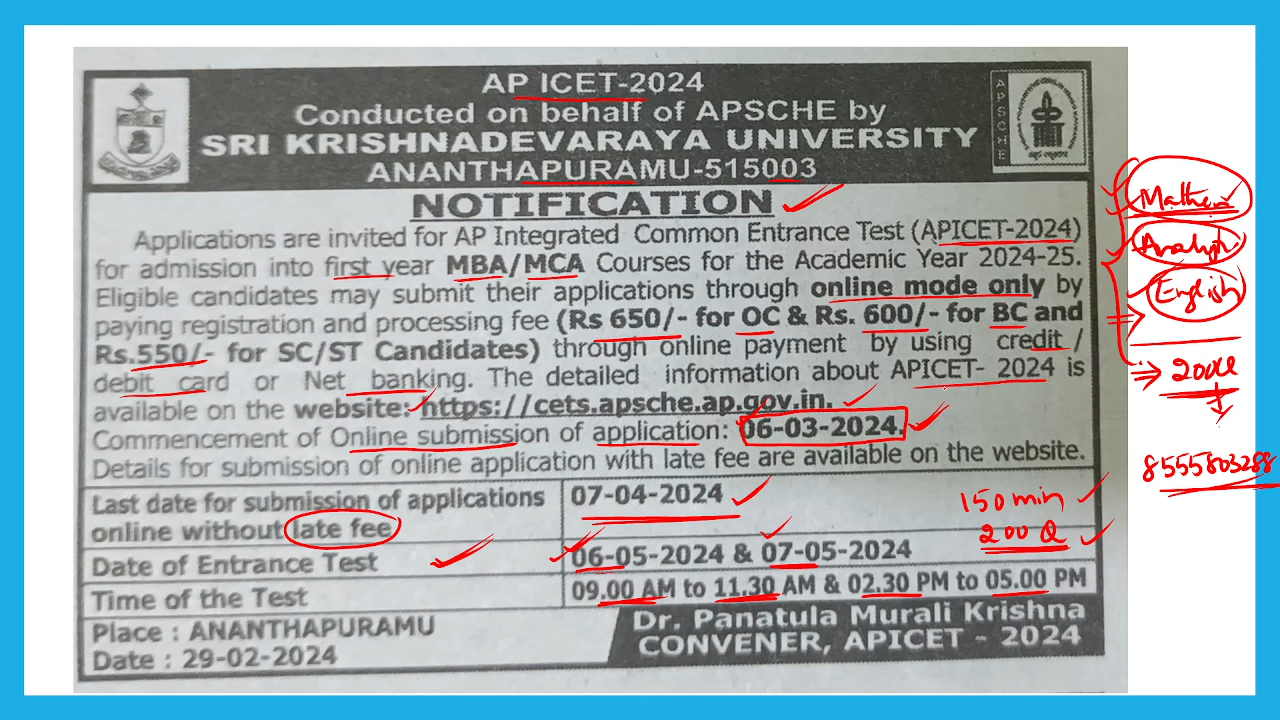 AP ICET-2024
Conducted on behalf of APSCHE by
SRI KRISHNADEVARAYA UNIVERSITY
ANANTHAPURAMU-515003
APSCHE
NOTIFICATION
Applications are invited for AP Integrated Common Entrance Test (APICET-2024)
for admission into first year MBA/MCA Courses for the Academic Year 2024-25.
Eligible candidates may submit their applications through online mode only by
paying registration and processing fee (Rs 650/- for OC & Rs. 600/- for BC and
Rs.550/- for SC/ST Candidates) through online payment by using credit /
debit card or Net banking. The detailed information about APICET- 2024 is
available on the website: https://cets.apsche.ap.gov.in.
Commencement of Online submission of application: 06-03-2024.
Details for submission of online application with late fee are available on the website.
Last date for submission of applications
online without late fee
07-04-2024
Date of Entrance Test
06-05-2024 & 07-05-2024
Time of the Test
09.00 AM to 11.30 AM & 02.30 PM to 05.00 PM
Place : ANANTHAPURAMU
Date : 29-02-2024
Dr. Panatula Murali Krishna
CONVENER, APICET - 2024
150 min
200 Q
English
8555803288